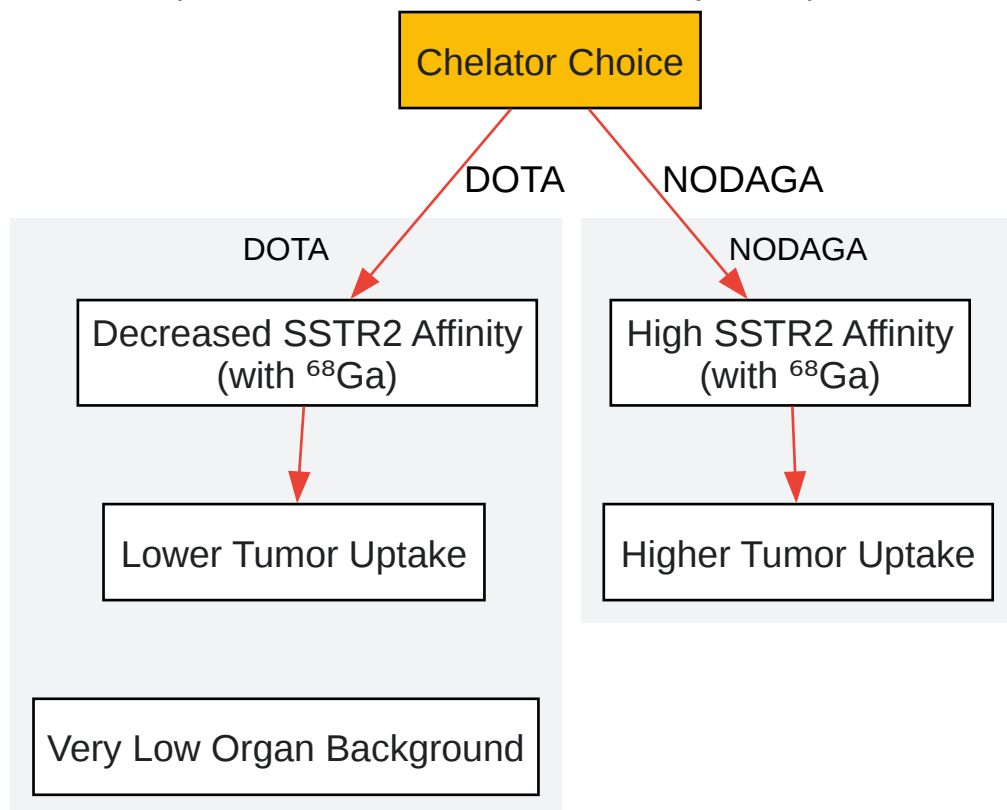 Chelator Choice
DOTA
NODAGA
DOTA
NODAGA
Decreased SSTR2 Affinity
(with ⁶⁸Ga)
High SSTR2 Affinity
(with ⁶⁸Ga)
Lower Tumor Uptake
Higher Tumor Uptake
Very Low Organ Background